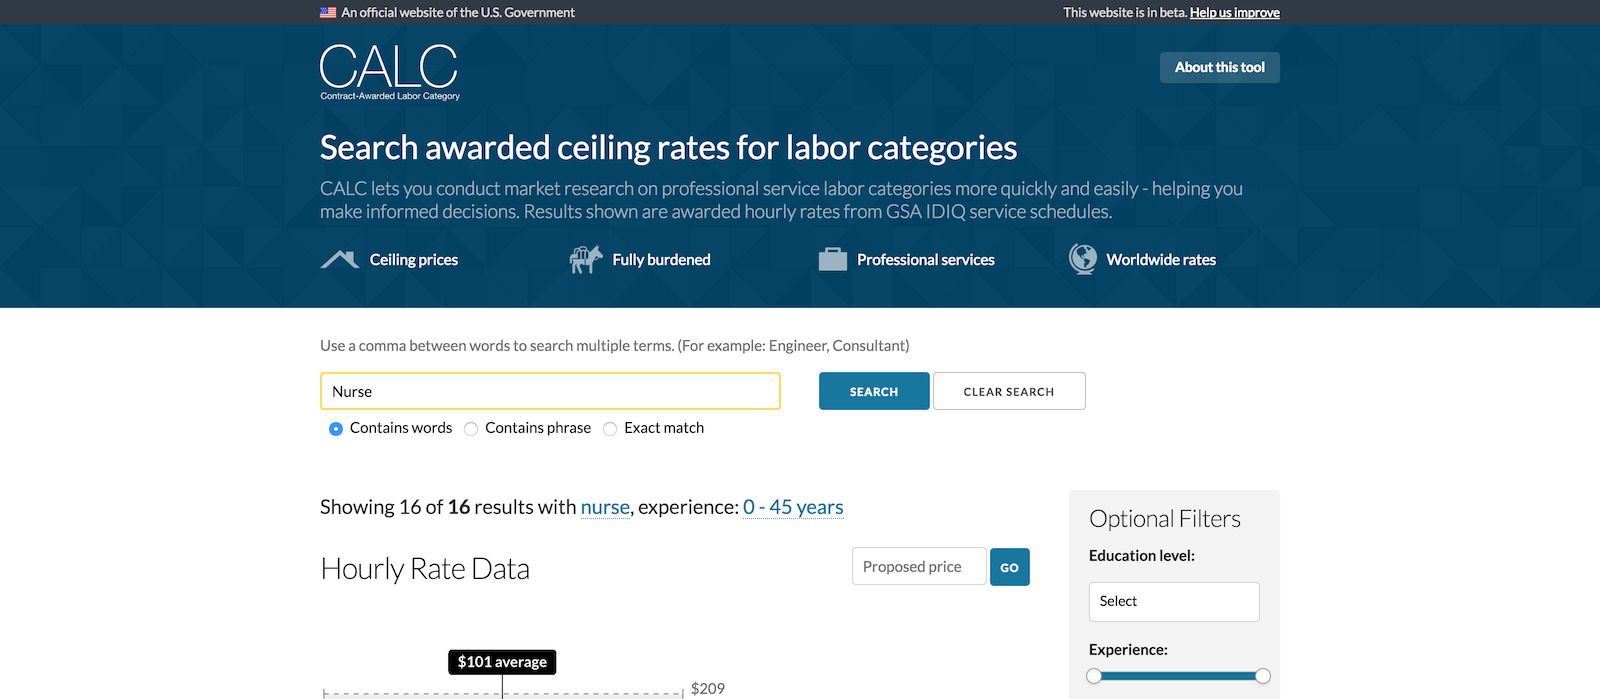 An official website of the U.S. Government
This website is in beta. Help us improve
CALC
Contract-Awarded Labor Category
About this tool
Search awarded ceiling rates for labor categories
CALC lets you conduct market research on professional service labor categories more quickly and easily - helping you
make informed decisions. Results shown are awarded hourly rates from GSA IDIQ service schedules.
Ceiling prices
Fully burdened
Professional services
Worldwide rates
Use a comma between words to search multiple terms. (For example: Engineer, Consultant)
Nurse
SEARCH
CLEAR SEARCH
Contains words
Contains phrase
Exact match
Showing 16 of 16 results with nurse, experience: 0 - 45 years
Hourly Rate Data
Proposed price
GO
$101 average
$209
Optional Filters
Education level:
Select
Experience: